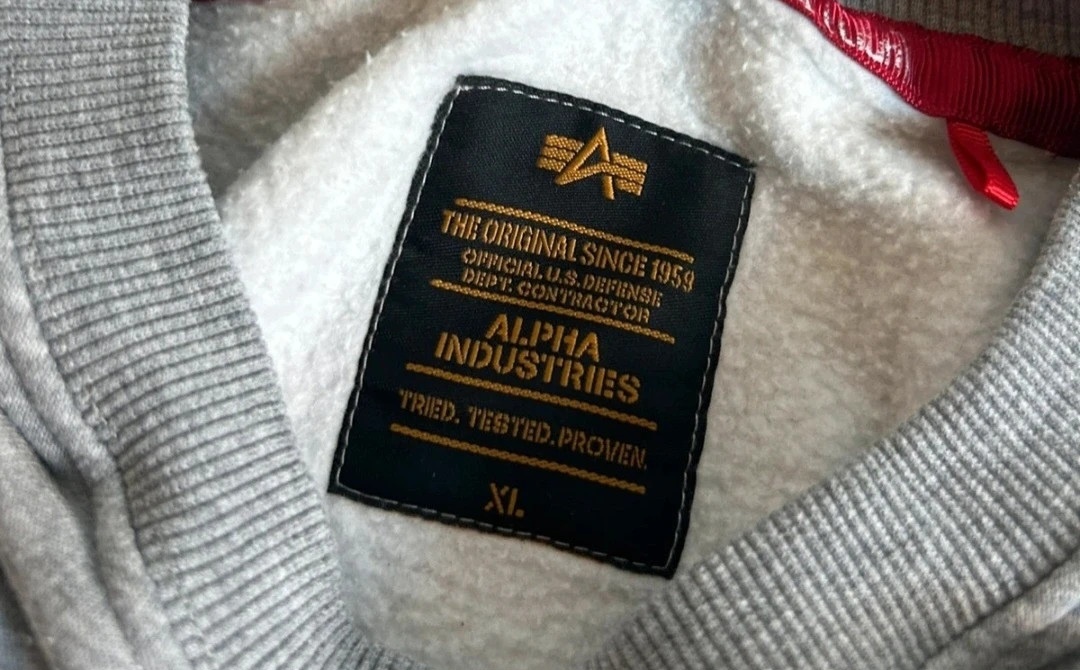 THE ORIGINAL SINCE 1959
OFFICIAL U.S. DEFENSE
DEPT. CONTRACTOR
ALPHA
INDUSTRIES
TRIED. TESTED. PROVEN.
XL